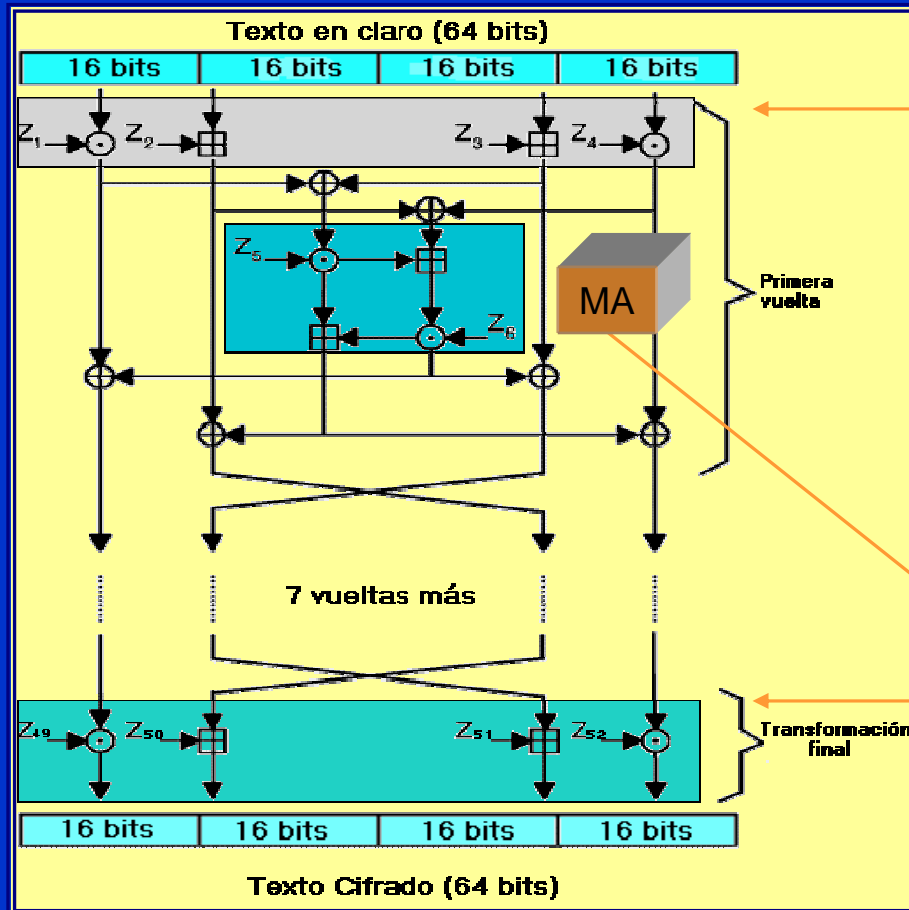 Texto en claro (64 bits)
16 bits 16 bits 16 bits 16 bits
Z1 Z2 Z3 Z4
Z5
MA
Primera
vuelta
Z6
7 vueltas más
Z49 Z50 Z51 Z52
Transformación
final
16 bits 16 bits 16 bits 16 bits
Texto Cifrado (64 bits)